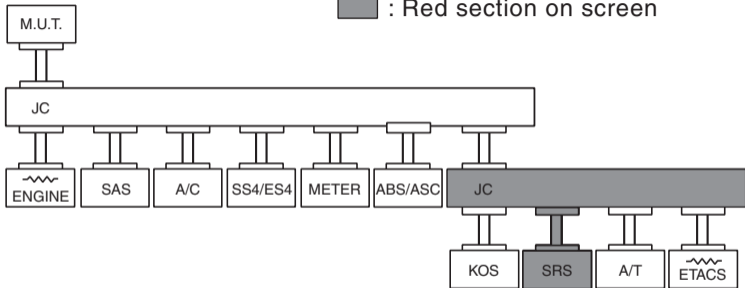 : Red section on screen
M.U.T.
JC
ENGINE SAS A/C SS4/ES4 METER ABS/ASC JC
KOS SRS A/T ETACS